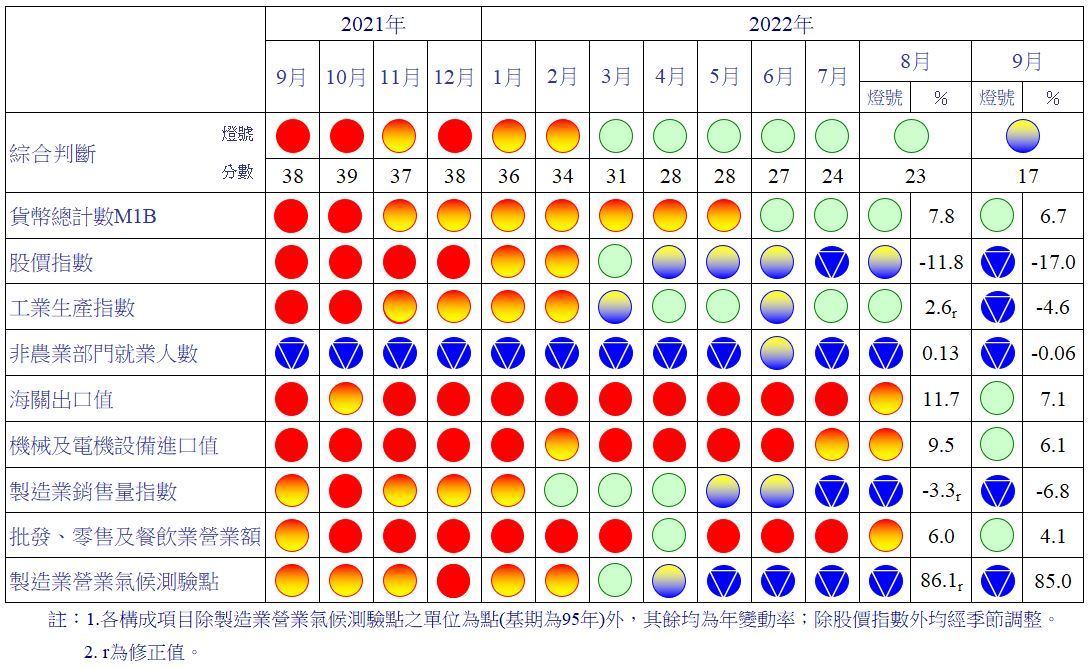 2021年 2022年
9月 10月 11月 12月 1月 2月 3月 4月 5月 6月 7月 8月 9月
燈號 % 燈號 %
綜合判斷 燈號
分數 38 39 37 38 36 34 31 28 28 27 24 23 17
貨幣總計數M1B 7.8 6.7
股價指數 -11.8 -17.0
工業生產指數 2.6r -4.6
非農業部門就業人數 0.13 -0.06
海關出口值 11.7 7.1
機械及電機設備進口值 9.5 6.1
製造業銷售量指數 -3.3r -6.8
批發、零售及餐飲業營業額 6.0 4.1
製造業營業氣候測驗點 86.1r 85.0
註：1.各構成項目除製造業營業氣候測驗點之單位為點(基期為95年)外，其餘均為年變動率；除股價指數外均經季節調整。
2. r為修正值。